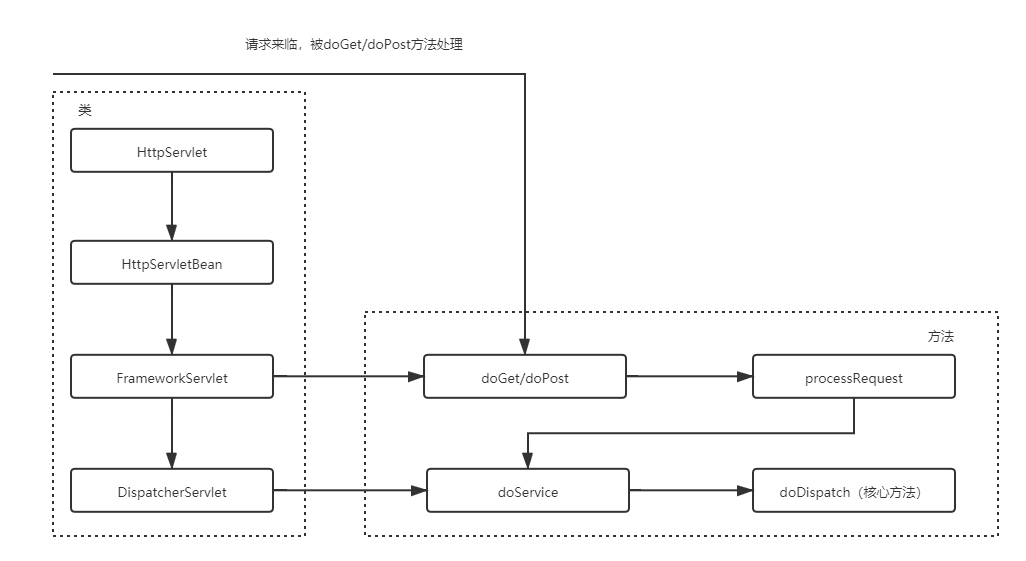 请求来临，被doGet/doPost方法处理
类
HttpServlet
HttpServletBean
方法
FrameworkServlet
doGet/doPost
processRequest
DispatcherServlet
doService
doDispatch（核心方法）